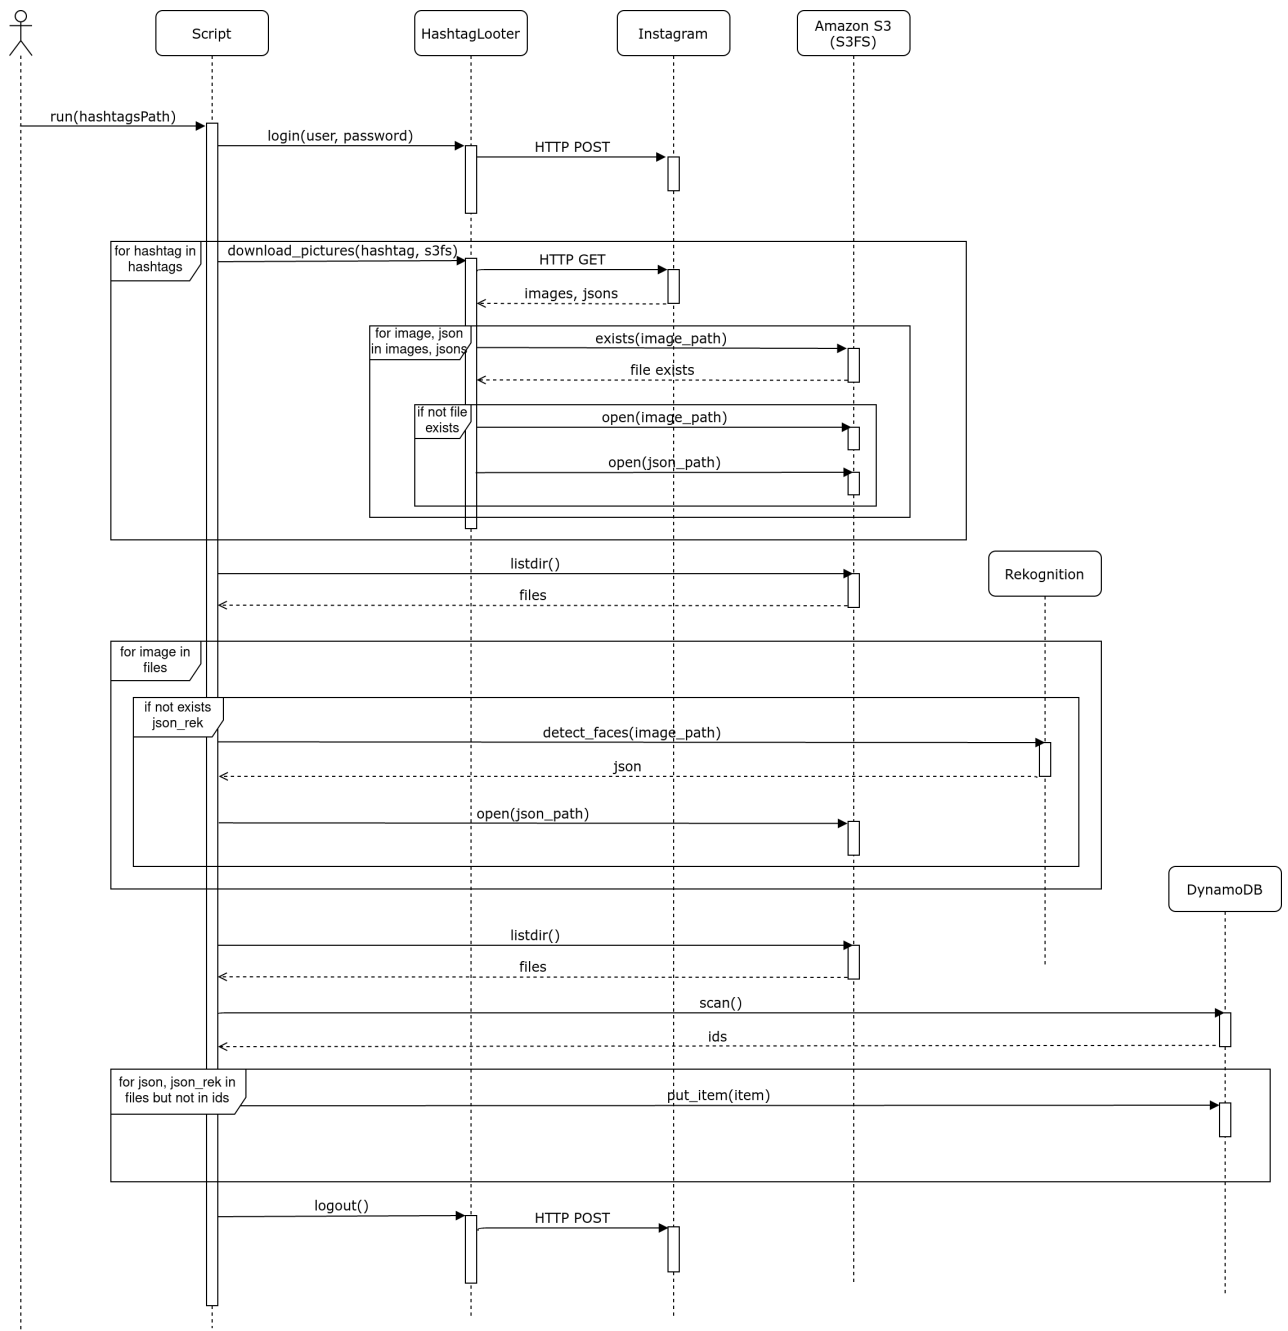 Script
HashtagLooter
Instagram
Amazon S3
(S3FS)
run(hashtagsPath)
login(user, password)
HTTP POST
for hashtag in
hashtags
download_pictures(hashtag, s3fs)
HTTP GET
images, jsons
for image, json
in images, jsons
exists(image_path)
file exists
if not file
exists
open(image_path)
open(json_path)
listdir()
files
Rekognition
for image in
files
if not exists
json_rek
detect_faces(image_path)
json
open(json_path)
DynamoDB
listdir()
files
scan()
ids
for json, json_rek in
files but not in ids
put_item(item)
logout()
HTTP POST